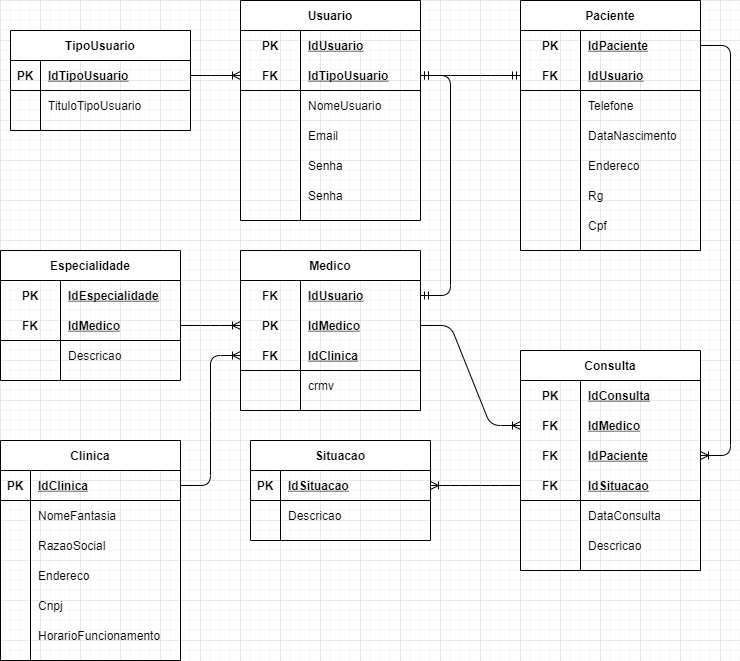 TipoUsuario
PK IdTipoUsuario
TituloTipoUsuario
Usuario
PK IdUsuario
FK IdTipoUsuario
NomeUsuario
Email
Senha
Senha
Paciente
PK IdPaciente
FK IdUsuario
Telefone
DataNascimento
Endereco
Rg
Cpf
Especialidade
PK IdEspecialidade
FK IdMedico
Descricao
Medico
FK IdUsuario
PK IdMedico
FK IdClinica
crmv
Consulta
PK IdConsulta
FK IdMedico
FK IdPaciente
FK IdSituacao
DataConsulta
Descricao
Clinica
PK IdClinica
NomeFantasia
RazaoSocial
Endereco
Cnpj
HorarioFuncionamento
Situacao
PK IdSituacao
Descricao